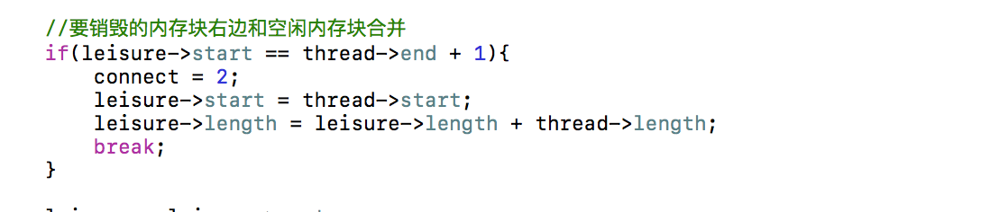 //要销毁的内存块右边和空闲内存块合并
if(leisure->start == thread->end + 1){
    connect = 2;
    leisure->start = thread->start;
    leisure->length = leisure->length + thread->length;
    break;
}